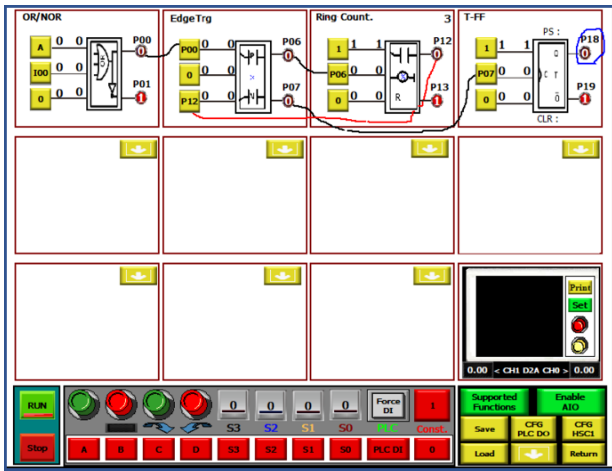 OR/NOR
A 0 0 P00
0
OR
I00 0 0
0 0 0 P01
1
EdgeTrg
P00 0 0 P P06
0
0 0 0
P12 0 0 N P07
0
Ring Count. 3
1 1 1 P12
0
P06 0 0
0 0 0 R P13
1
T-FF
PS :
1 1 1 Q P18
0
P07 0 0 C T
0 0 0 Q P19
1
CLR :
Print
Set
0.00 < CH1 D2A CH0 > 0.00
RUN
Stop
0 0 0 0 Force DI 1
S3 S2 S1 S0 PLC Const.
A B C D S3 S2 S1 S0 PLC DI 0
Supported Functions
Enable AIO
Save
CFG PLC DO
CFG HSC1
Load
Return